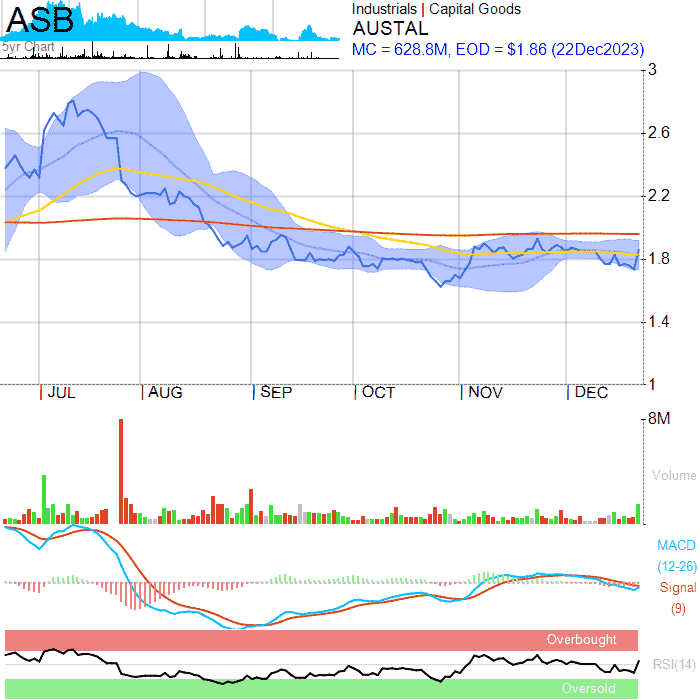 ASB
5yr Chart
Industrials | Capital Goods
AUSTAL
MC = 628.8M, EOD = $1.86 (22Dec2023)
3
2.6
2.2
1.8
1.4
1
JUL AUG SEP OCT NOV DEC
8M
Volume
MACD
(12-26)
Signal
(9)
Overbought
RSI(14)
Oversold